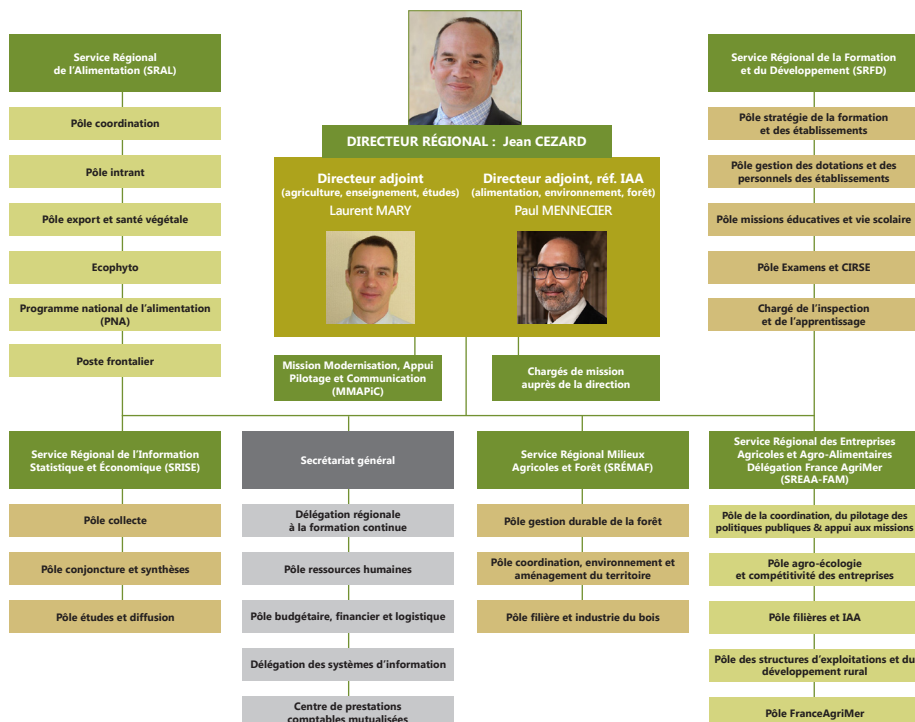 Service Régional
de l'Alimentation (SRAL)
Pôle coordination
Pôle intrant
Pôle export et santé végétale
Ecophyto
Programme national de l'alimentation
(PNA)
Poste frontalier
DIRECTEUR RÉGIONAL : Jean CEZARD
Directeur adjoint
(agriculture, enseignement, études)
Laurent MARY
Directeur adjoint, réf. IAA
(alimentation, environnement, forêt)
Paul MENNECIER
Mission Modernisation, Appui
Pilotage et Communication
(MMAPiC)
Chargés de mission
auprès de la direction
Service Régional de la Formation
et du Développement (SRFD)
Pôle stratégie de la formation
et des établissements
Pôle gestion des dotations et des
personnels des établissements
Pôle missions éducatives et vie scolaire
Pôle Examens et CIRSE
Chargé de l'inspection
et de l'apprentissage
Service Régional de l'Information
Statistique et Économique (SRISE)
Pôle collecte
Pôle conjoncture et synthèses
Pôle études et diffusion
Secrétariat général
Délégation régionale
à la formation continue
Pôle ressources humaines
Pôle budgétaire, financier et logistique
Délégation des systèmes d'information
Centre de prestations
comptables mutualisées
Service Régional Milieux
Agricoles et Forêt (SRÉMAF)
Pôle gestion durable de la forêt
Pôle coordination, environnement et
aménagement du territoire
Pôle filière et industrie du bois
Service Régional des Entreprises
Agricoles et Agro-Alimentaires
Délégation France AgriMer
(SREAA-FAM)
Pôle de la coordination, du pilotage des
politiques publiques & appui aux missions
Pôle agro-écologie
et compétitivité des entreprises
Pôle filières et IAA
Pôle des structures d'exploitations et du
développement rural
Pôle FranceAgriMer